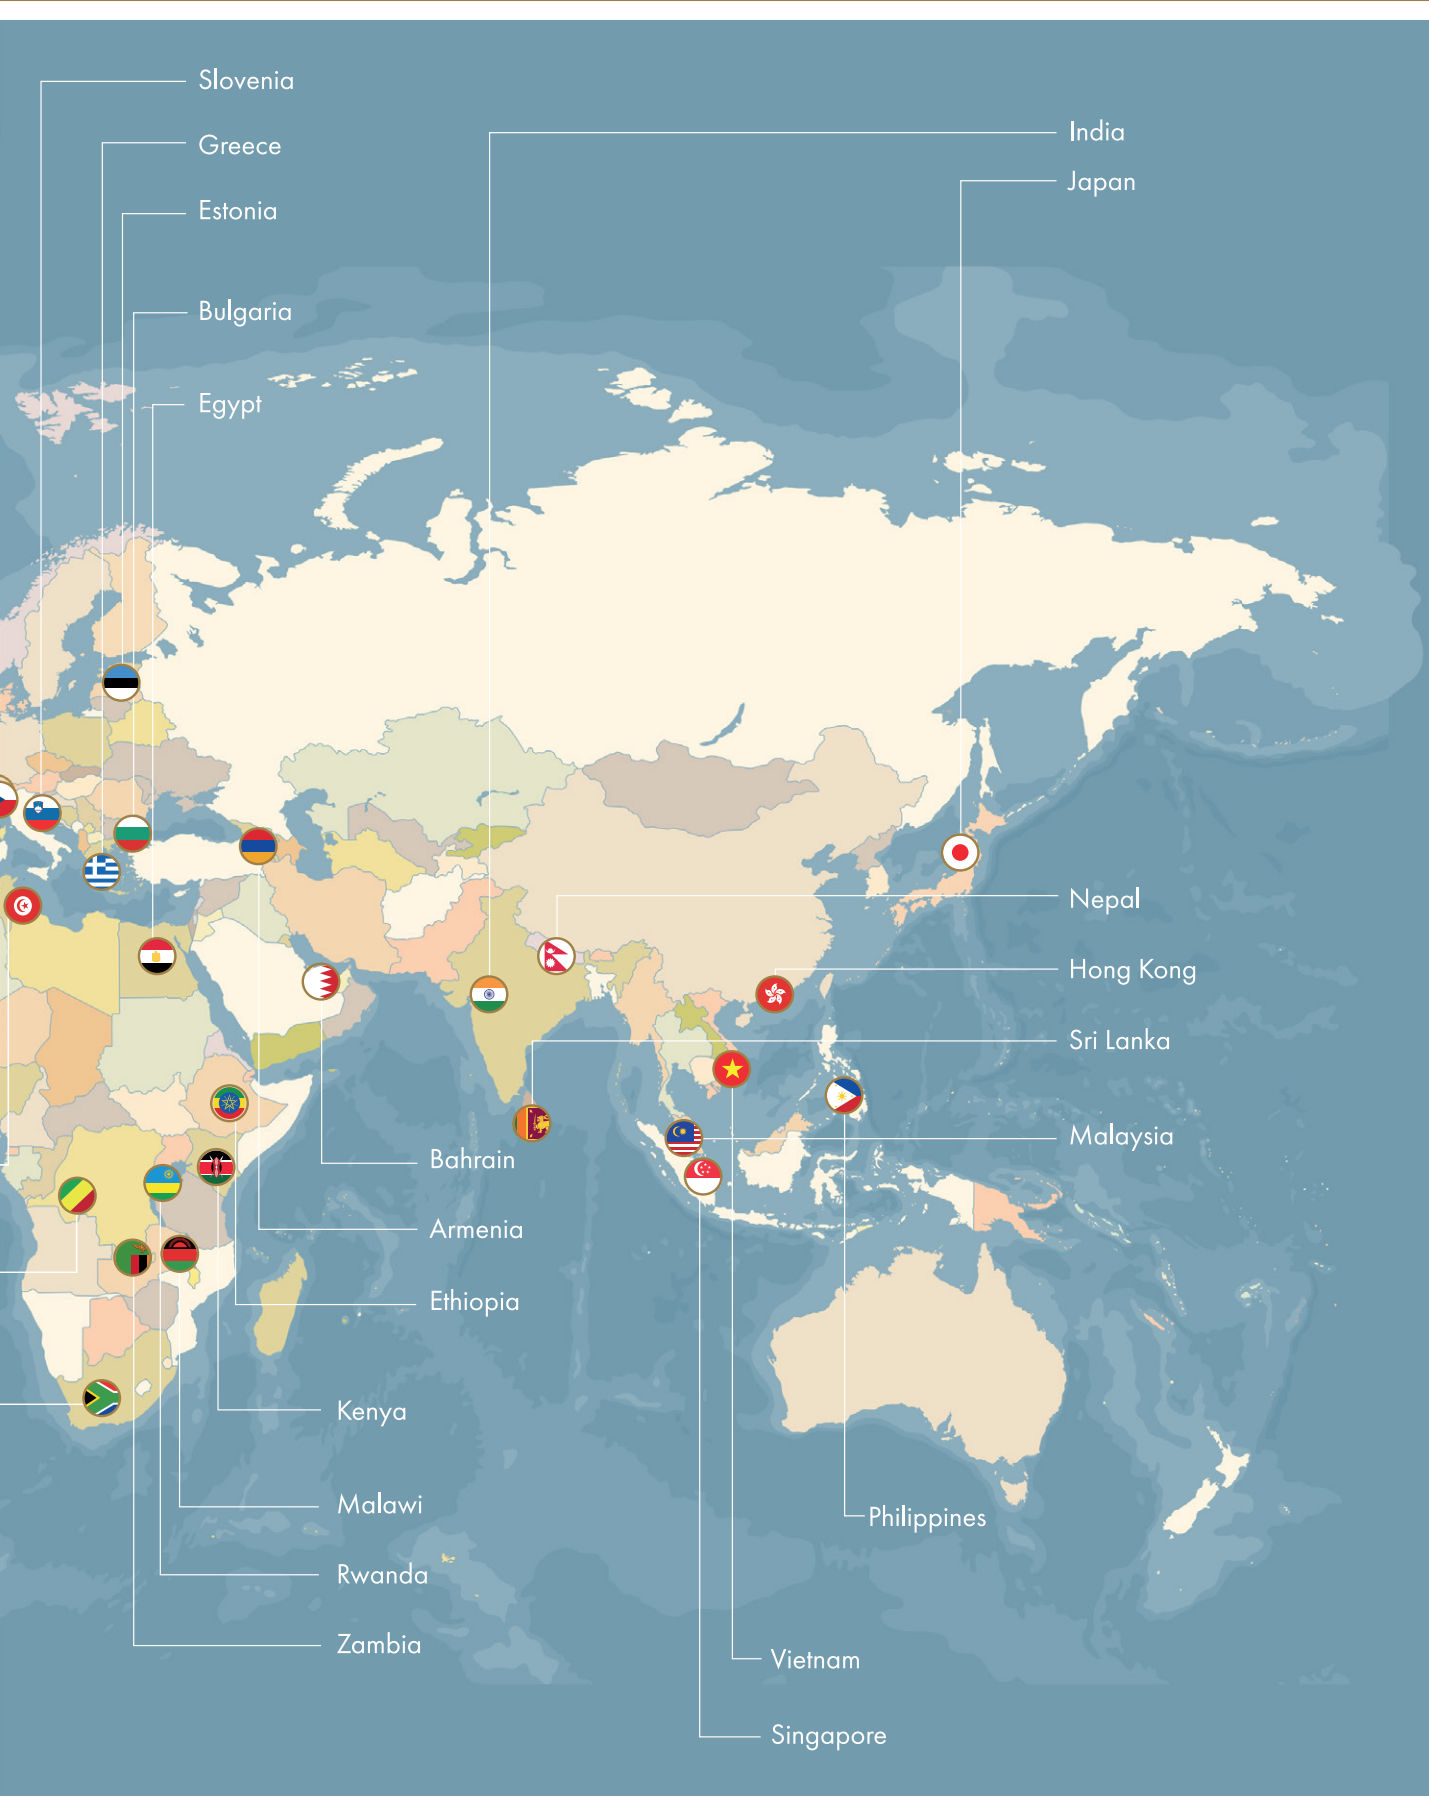 Slovenia
Greece
Estonia
Bulgaria
Egypt
India
Japan
Nepal
Hong Kong
Sri Lanka
Malaysia
Bahrain
Armenia
Ethiopia
Kenya
Malawi
Rwanda
Zambia
Philippines
Vietnam
Singapore